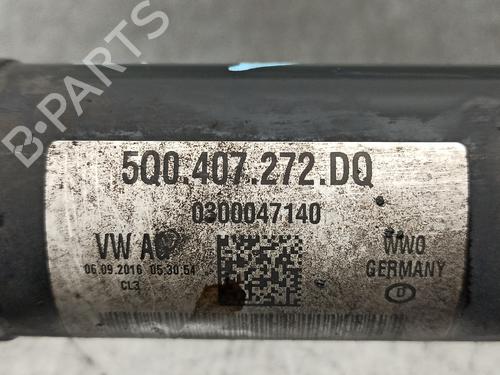 B-PARTS
5Q0.407.272.DQ
0300047140
VW AG WWO
06.09.2016 05:30:54 GERMANY
CL3 D